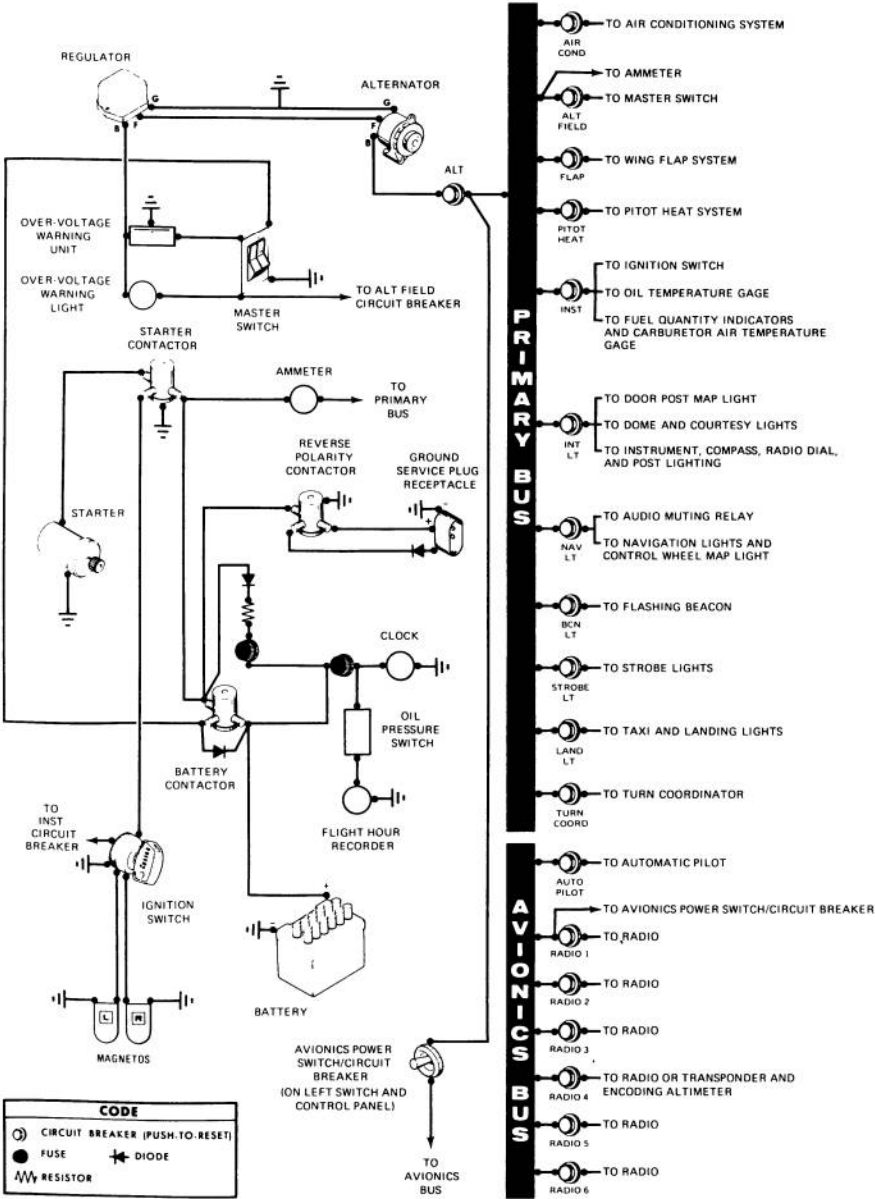 REGULATOR
G
B
F
ALTERNATOR
G
F
B
ALT
OVER-VOLTAGE
WARNING
UNIT
OVER-VOLTAGE
WARNING
LIGHT
MASTER
SWITCH
TO ALT FIELD
CIRCUIT BREAKER
STARTER
CONTACTOR
AMMETER
TO
PRIMARY
BUS
REVERSE
POLARITY
CONTACTOR
GROUND
SERVICE PLUG
RECEPTACLE
-
+
STARTER
CLOCK
OIL
PRESSURE
SWITCH
BATTERY
CONTACTOR
FLIGHT HOUR
RECORDER
TO
INST
CIRCUIT
BREAKER
IGNITION
SWITCH
+
-
BATTERY
L
R
MAGNETOS
AVIONICS POWER
SWITCH/CIRCUIT
BREAKER
(ON LEFT SWITCH AND
CONTROL PANEL)
TO
AVIONICS
BUS
CODE
CIRCUIT BREAKER (PUSH-TO-RESET)
FUSE
DIODE
RESISTOR
PRIMARY BUS
AIR
COND
TO AIR CONDITIONING SYSTEM
TO AMMETER
TO MASTER SWITCH
ALT
FIELD
TO WING FLAP SYSTEM
FLAP
TO PITOT HEAT SYSTEM
PITOT
HEAT
TO IGNITION SWITCH
TO OIL TEMPERATURE GAGE
INST
TO FUEL QUANTITY INDICATORS
AND CARBURETOR AIR TEMPERATURE
GAGE
TO DOOR POST MAP LIGHT
TO DOME AND COURTESY LIGHTS
INT
LT
TO INSTRUMENT, COMPASS, RADIO DIAL,
AND POST LIGHTING
TO AUDIO MUTING RELAY
NAV
LT
TO NAVIGATION LIGHTS AND
CONTROL WHEEL MAP LIGHT
TO FLASHING BEACON
BCN
LT
TO STROBE LIGHTS
STROBE
LT
TO TAXI AND LANDING LIGHTS
LAND
LT
TO TURN COORDINATOR
TURN
COORD
AVIONICS BUS
TO AUTOMATIC PILOT
AUTO
PILOT
TO AVIONICS POWER SWITCH/CIRCUIT BREAKER
TO RADIO
RADIO 1
TO RADIO
RADIO 2
TO RADIO
RADIO 3
TO RADIO OR TRANSPONDER AND
ENCODING ALTIMETER
RADIO 4
TO RADIO
RADIO 5
TO RADIO
RADIO 6